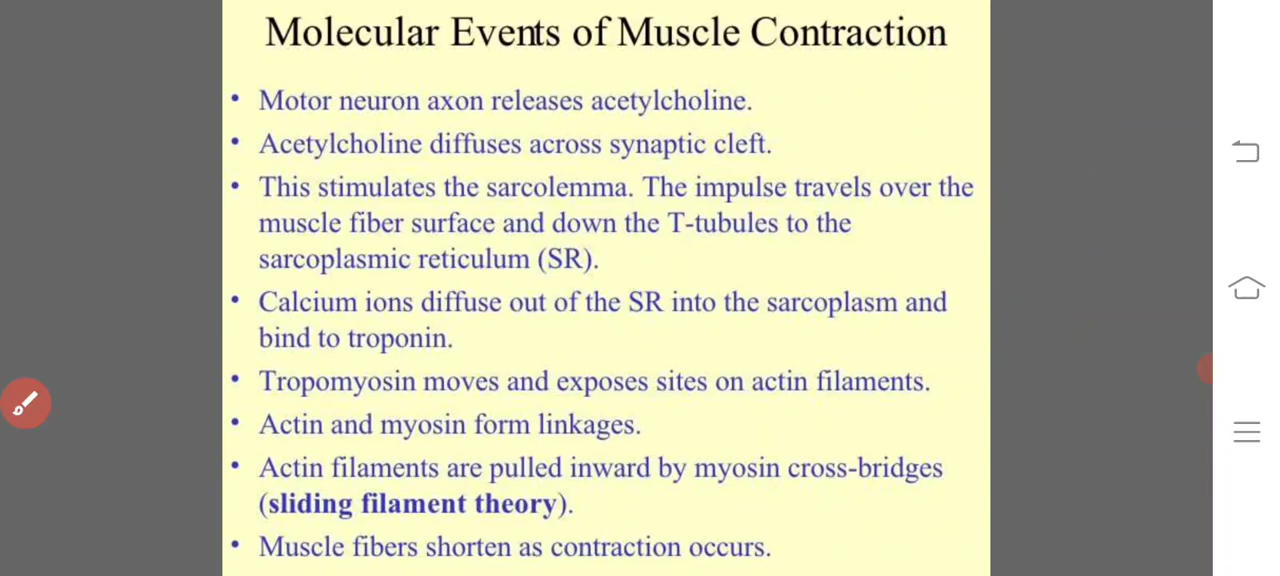 Molecular Events of Muscle Contraction
• Motor neuron axon releases acetylcholine.
• Acetylcholine diffuses across synaptic cleft.
• This stimulates the sarcolemma. The impulse travels over the
muscle fiber surface and down the T-tubules to the
sarcoplasmic reticulum (SR).
• Calcium ions diffuse out of the SR into the sarcoplasm and
bind to troponin.
• Tropomyosin moves and exposes sites on actin filaments.
• Actin and myosin form linkages.
• Actin filaments are pulled inward by myosin cross-bridges
(sliding filament theory).
• Muscle fibers shorten as contraction occurs.